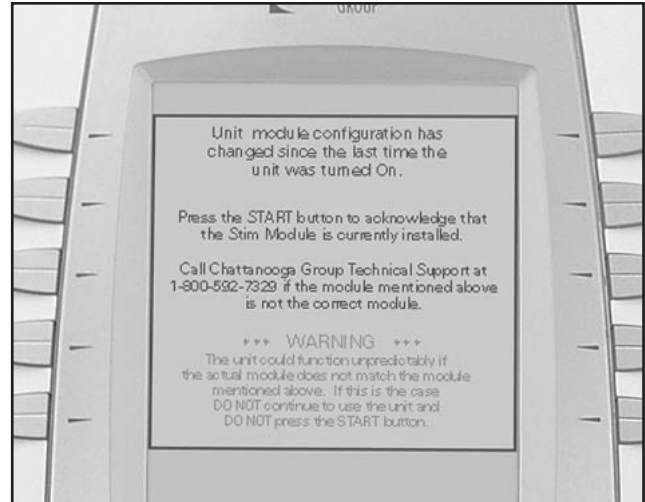 GROUP
Unit module configuration has
changed since the last time the
unit was turned On.
Press the START button to acknowledge that
the Stim Module is currently installed.
Call Chattanooga Group Technical Support at
1-800-592-7329 if the module mentioned above
is not the correct module.
*** WARNING ***
The unit could function unpredictably if
the actual module does not match the module
mentioned above. If this is the case
DO NOT continue to use the unit and
DO NOT press the START button.